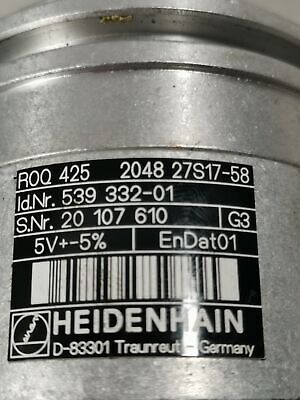 ROQ 425 2048 27S17-58
Id.Nr. 539 332-01
S.Nr. 20 107 610 G3
5V+-5% EnDat01
HEIDENHAIN
D-83301 Traunreut - Germany